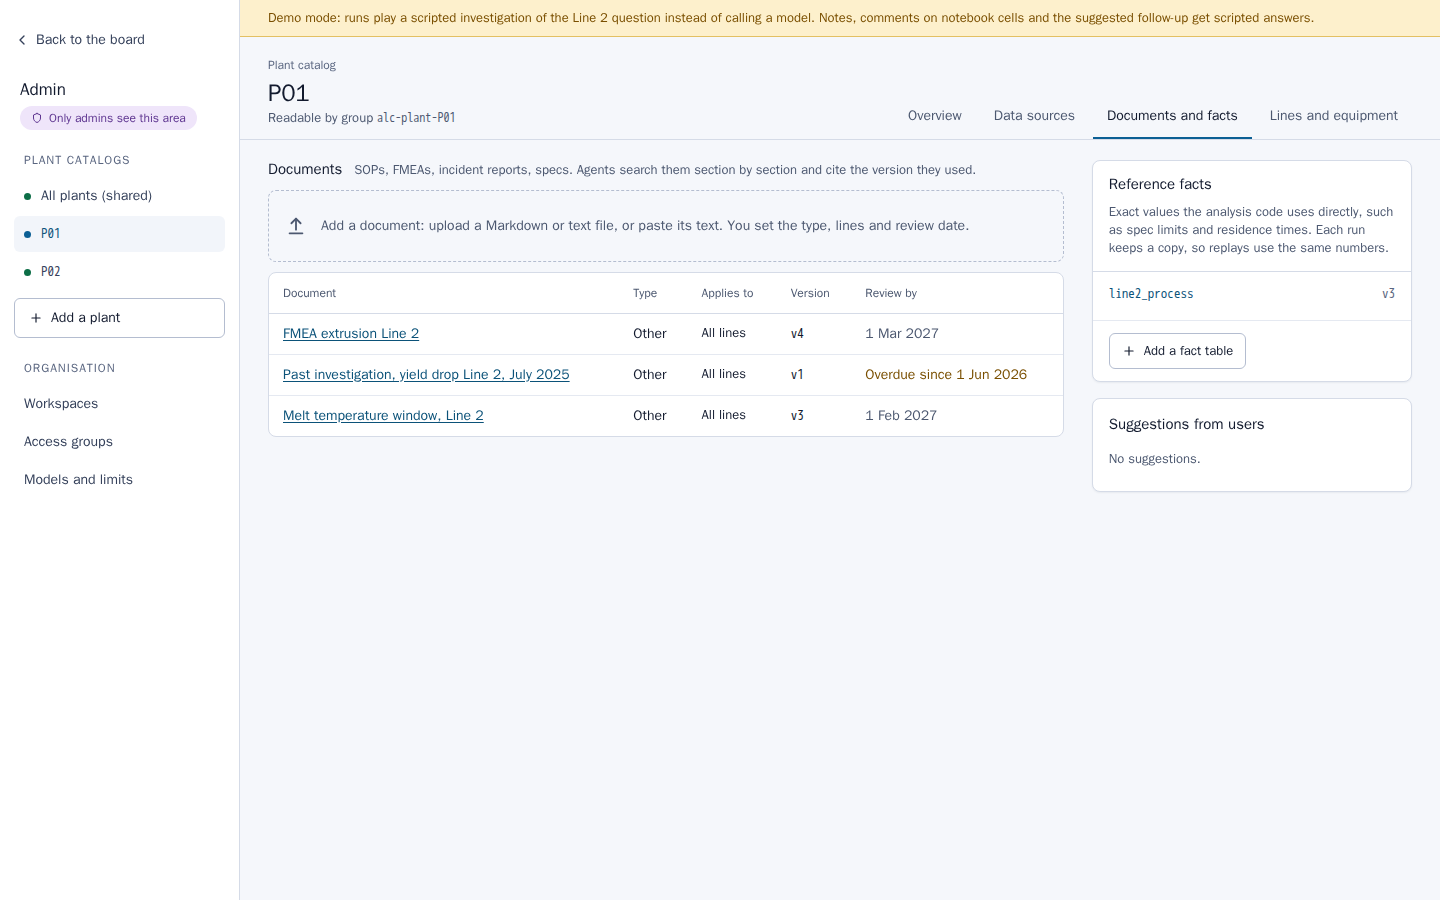 Demo mode: runs play a scripted investigation of the Line 2 question instead of calling a model. Notes, comments on notebook cells and the suggested follow-up get scripted answers.
Back to the board
Admin
Only admins see this area
PLANT CATALOGS
All plants (shared)
P01
P02
Add a plant
ORGANISATION
Workspaces
Access groups
Models and limits
Plant catalog
P01
Readable by group alc-plant-P01
Overview
Data sources
Documents and facts
Lines and equipment
Documents SOPs, FMEAs, incident reports, specs. Agents search them section by section and cite the version they used.
Add a document: upload a Markdown or text file, or paste its text. You set the type, lines and review date.
Document Type Applies to Version Review by
FMEA extrusion Line 2 Other All lines v4 1 Mar 2027
Past investigation, yield drop Line 2, July 2025 Other All lines v1 Overdue since 1 Jun 2026
Melt temperature window, Line 2 Other All lines v3 1 Feb 2027
Reference facts
Exact values the analysis code uses directly, such
as spec limits and residence times. Each run
keeps a copy, so replays use the same numbers.
line2_process v3
Add a fact table
Suggestions from users
No suggestions.